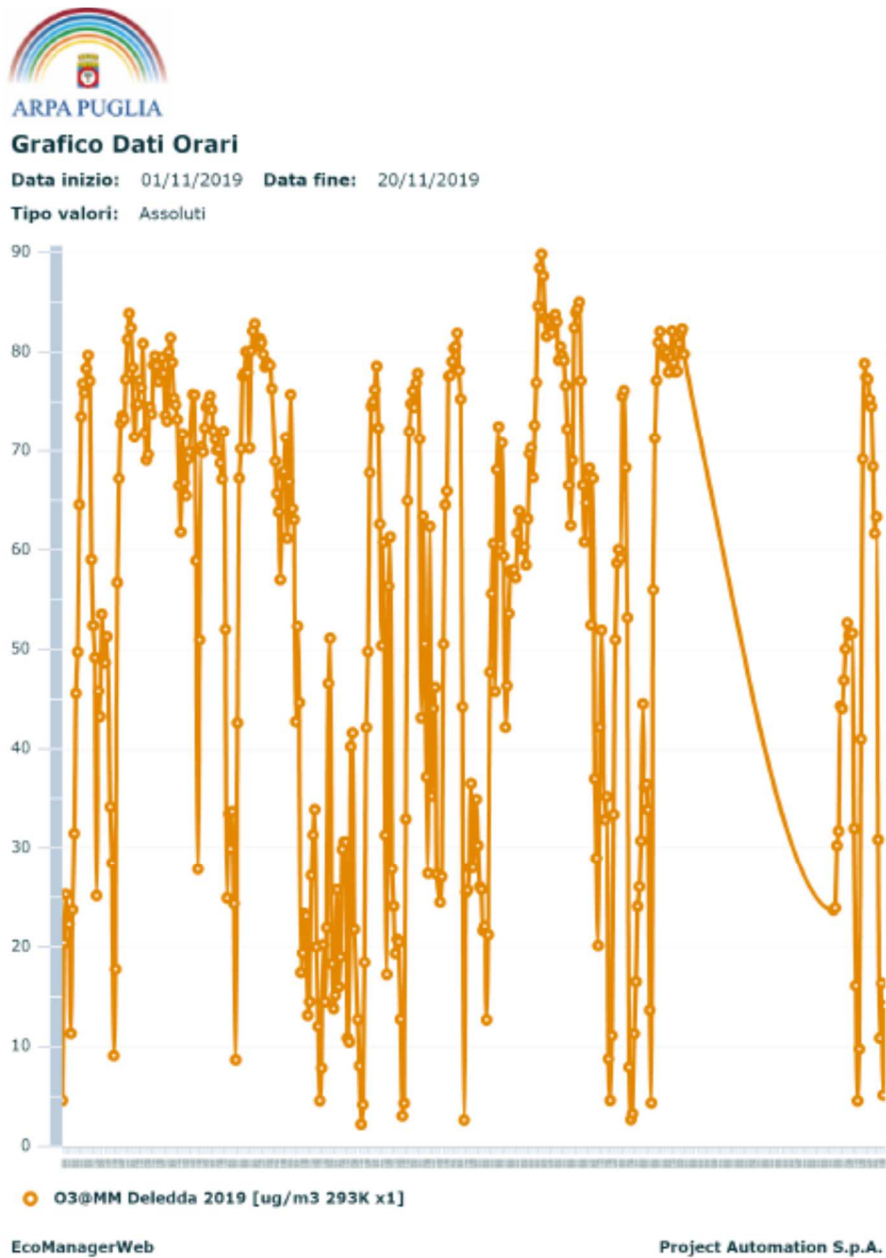 ARPA PUGLIA
Grafico Dati Orari
Data inizio: 01/11/2019 Data fine: 20/11/2019
Tipo valori: Assoluti
90
80
70
60
50
40
30
20
10
0
O3@MM Deledda 2019 [ug/m3 293K x1]
EcoManagerWeb Project Automation S.p.A.